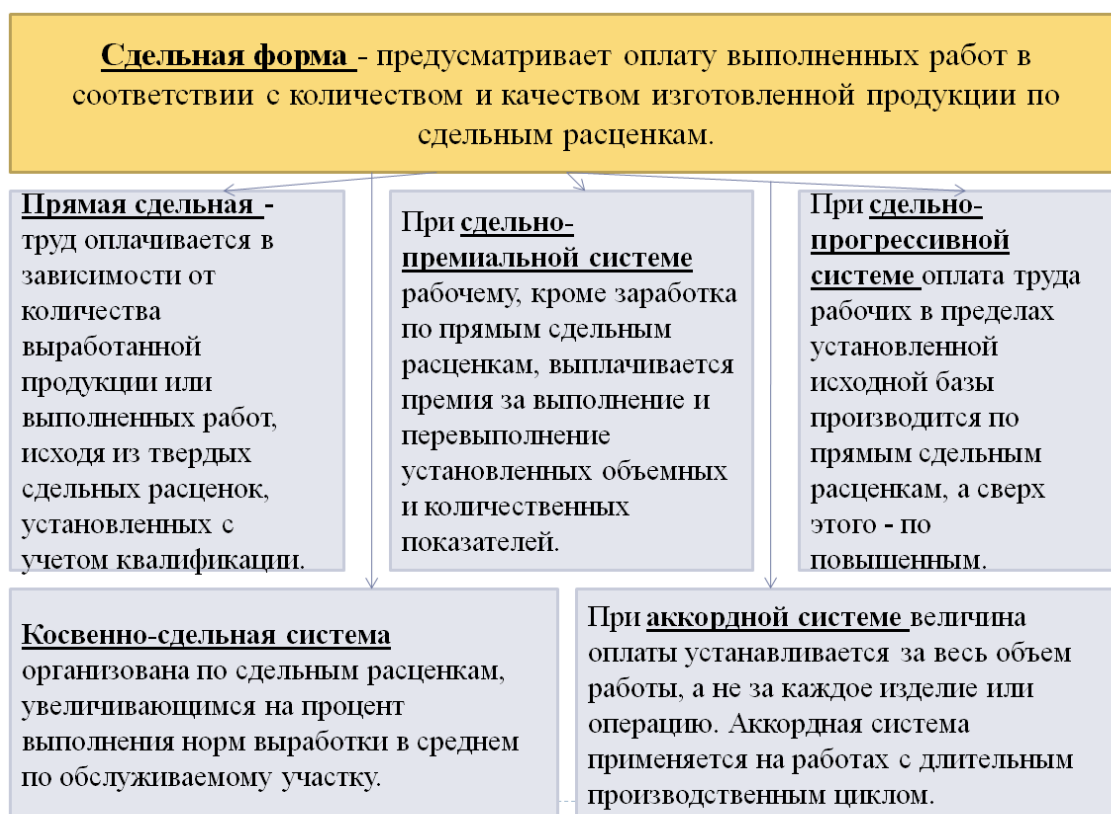 Сдельная форма - предусматривает оплату выполненных работ в
соответствии с количеством и качеством изготовленной продукции по
сдельным расценкам.
Прямая сдельная -
труд оплачивается в
зависимости от
количества
выработанной
продукции или
выполненных работ,
исходя из твердых
сдельных расценок,
установленных с
учетом квалификации.
При сдельно-
премиальной системе
рабочему, кроме заработка
по прямым сдельным
расценкам, выплачивается
премия за выполнение и
перевыполнение
установленных объемных
и количественных
показателей.
При сдельно-
прогрессивной
системе оплата труда
рабочих в пределах
установленной
исходной базы
производится по
прямым сдельным
расценкам, а сверх
этого - по
повышенным.
Косвенно-сдельная система
организована по сдельным расценкам,
увеличивающимся на процент
выполнения норм выработки в среднем
по обслуживаемому участку.
При аккордной системе величина
оплаты устанавливается за весь объем
работы, а не за каждое изделие или
операцию. Аккордная система
применяется на работах с длительным
производственным циклом.